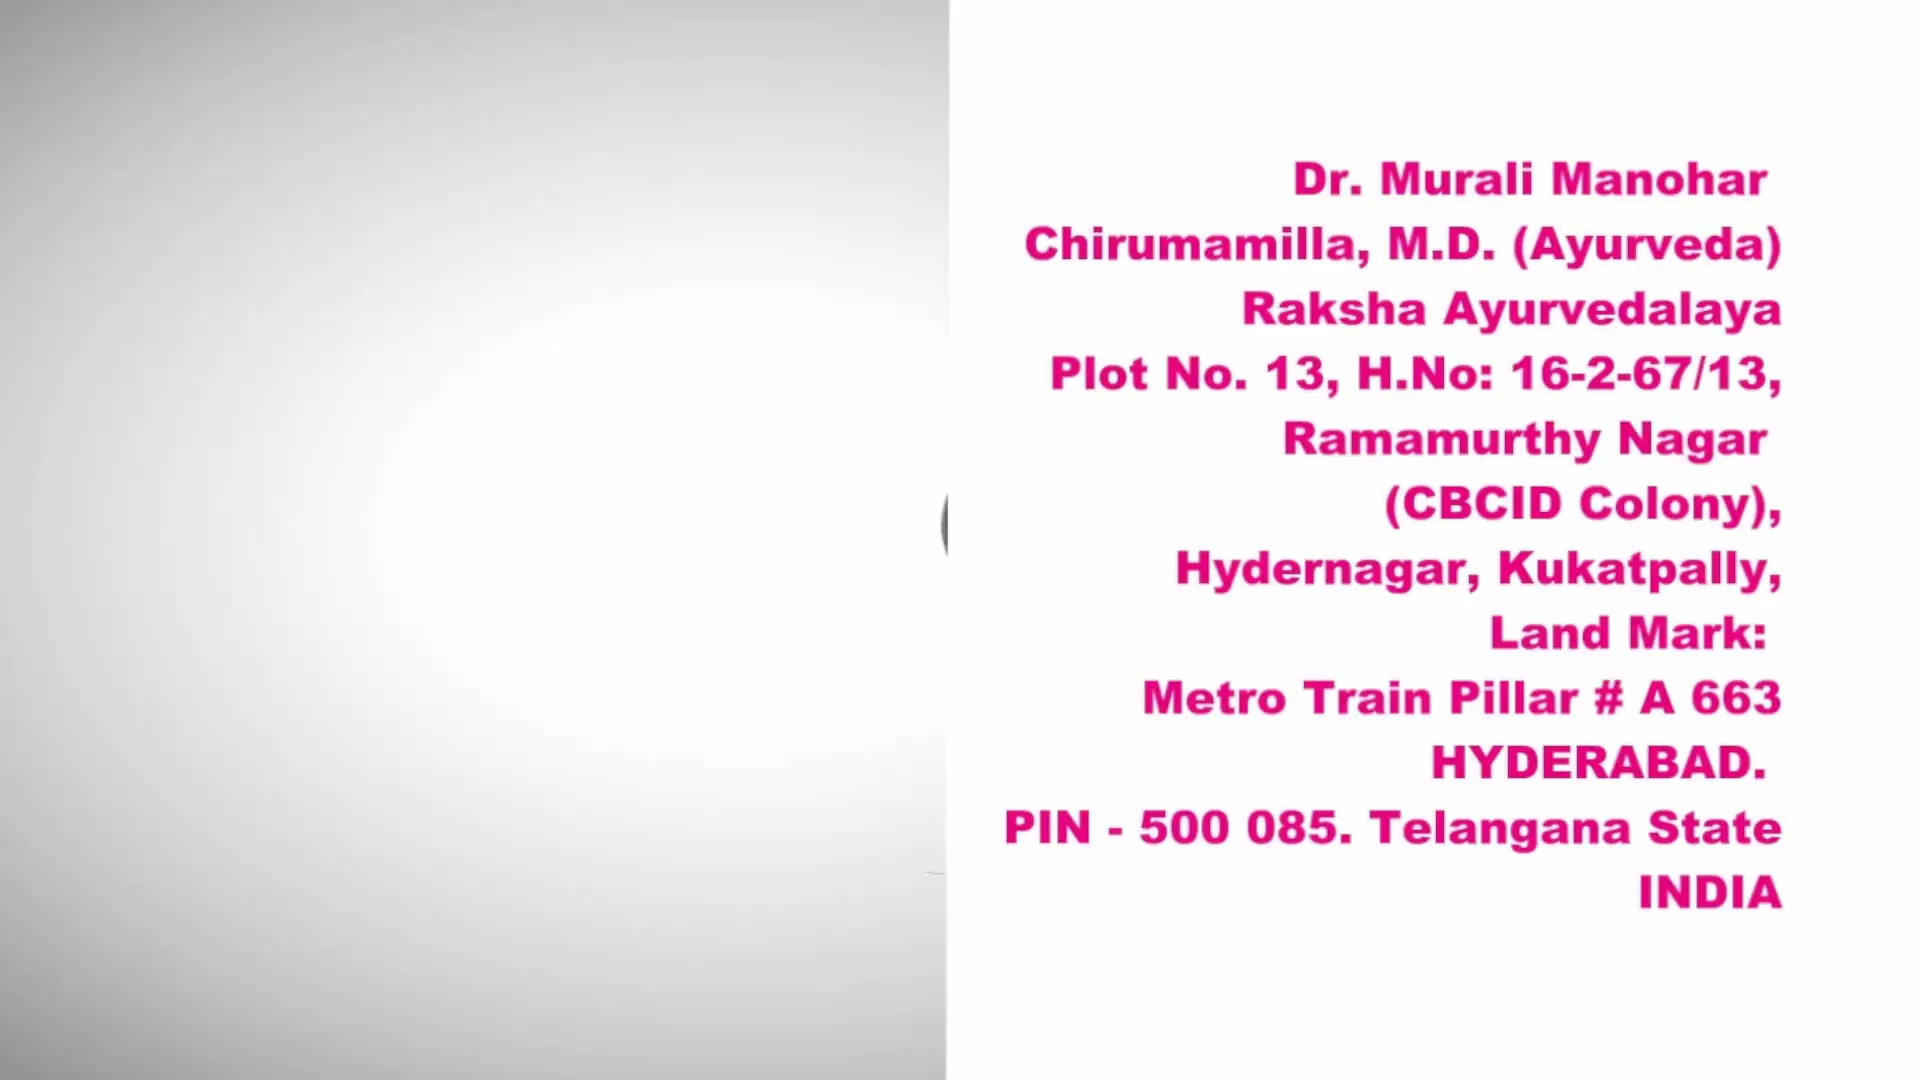 Dr. Murali Manohar
Chirumamilla, M.D. (Ayurveda)
Raksha Ayurvedalaya
Plot No. 13, H.No: 16-2-67/13,
Ramamurthy Nagar
(CBCID Colony),
Hydernagar, Kukatpally,
Land Mark:
Metro Train Pillar # A 663
HYDERABAD.
PIN - 500 085. Telangana State
INDIA